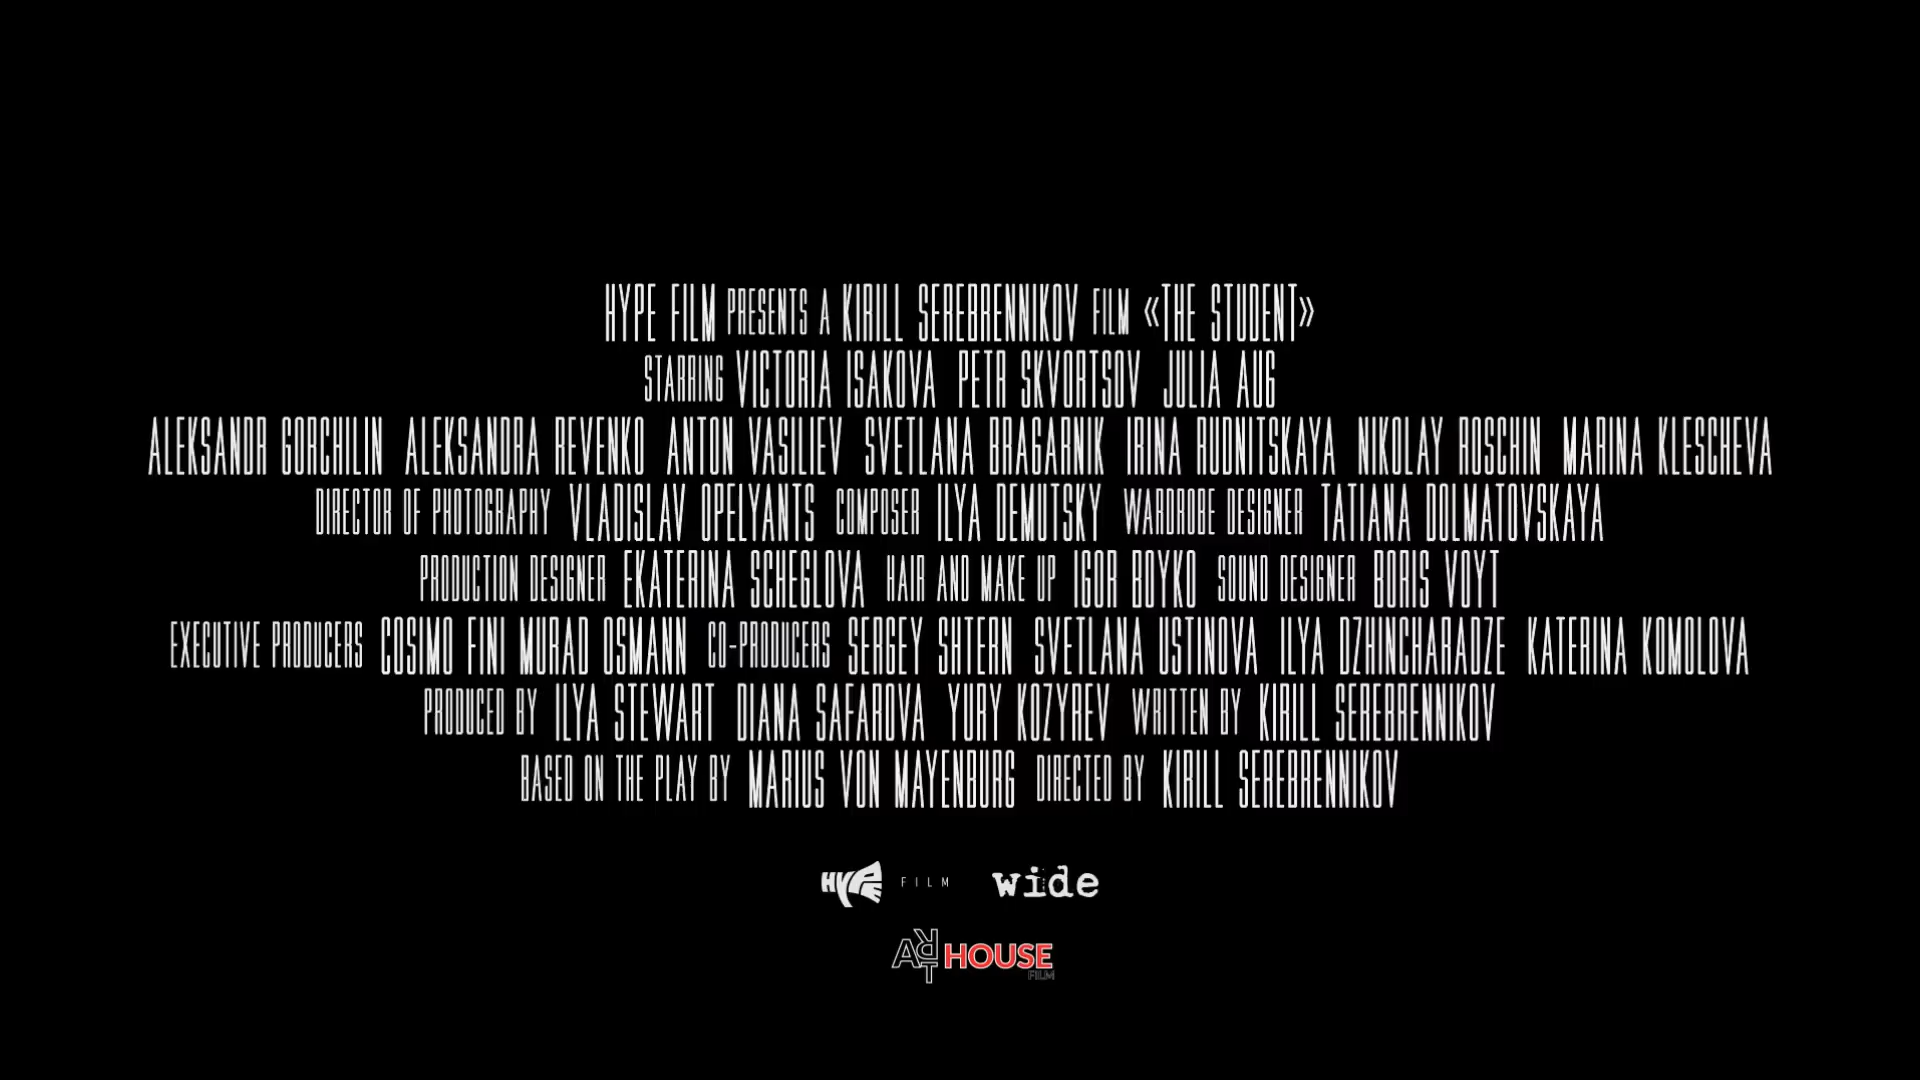 HYPE FILM PRESENTS A KIRILL SEREBRENNIKOV FILM «THE STUDENT»
STARRING VICTORIA ISAKOVA PETR SKVORTSOV JULIA AUG
ALEKSANDR GORCHILIN ALEKSANDRA REVENKO ANTON VASILIEV SVETLANA BRAGARNIK IRINA RUDNITSKAYA NIKOLAY ROSCHIN MARINA KLESCHEVA
DIRECTOR OF PHOTOGRAPHY VLADISLAV OPELYANTS COMPOSER ILYA DEMUTSKY WARDROBE DESIGNER TATIANA DOLMATOVSKAYA
PRODUCTION DESIGNER EKATERINA SCHEGLOVA HAIR AND MAKE UP IGOR BOYKO SOUND DESIGNER BORIS VOYT
EXECUTIVE PRODUCERS COSIMO FINI MURAD OSMANN CO-PRODUCERS SERGEY SHTERN SVETLANA USTINOVA ILYA DZHINCHARADZE KATERINA KOMOLOVA
PRODUCED BY ILYA STEWART DIANA SAFAROVA YURY KOZYREV WRITTEN BY KIRILL SEREBRENNIKOV
BASED ON THE PLAY BY MARIUS VON MAYENBURG DIRECTED BY KIRILL SEREBRENNIKOV
HYPE FILM wide
ART HOUSE
FILM